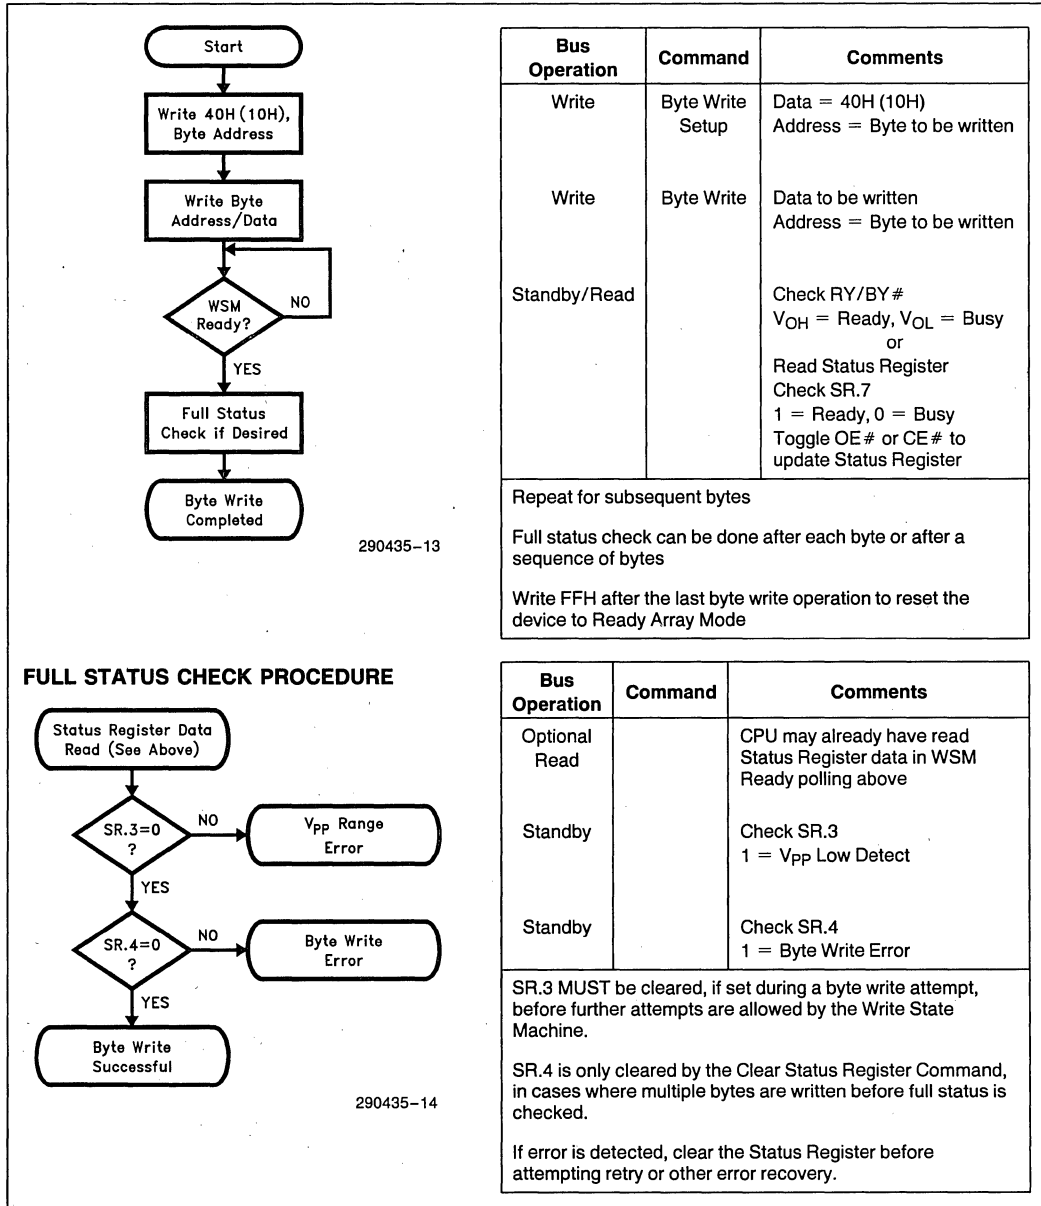 Start
Write 40H (10H),
Byte Address
Write Byte
Address/Data
WSM
Ready?
NO
YES
Full Status
Check if Desired
Byte Write
Completed
290435-13
Bus
Operation
Command
Comments
Write
Byte Write
Setup
Data = 40H (10H)
Address = Byte to be written
Write
Byte Write
Data to be written
Address = Byte to be written
Standby/Read
Check RY/BY#
VOH = Ready, VOL = Busy
or
Read Status Register
Check SR.7
1 = Ready, 0 = Busy
Toggle OE# or CE# to
update Status Register
Repeat for subsequent bytes
Full status check can be done after each byte or after a
sequence of bytes
Write FFH after the last byte write operation to reset the
device to Ready Array Mode
FULL STATUS CHECK PROCEDURE
Status Register Data
Read (See Above)
SR.3=0
?
NO
VPP Range
Error
YES
SR.4=0
?
NO
Byte Write
Error
YES
Byte Write
Successful
290435-14
Bus
Operation
Command
Comments
Optional
Read
CPU may already have read
Status Register data in WSM
Ready polling above
Standby
Check SR.3
1 = VPP Low Detect
Standby
Check SR.4
1 = Byte Write Error
SR.3 MUST be cleared, if set during a byte write attempt,
before further attempts are allowed by the Write State
Machine.
SR.4 is only cleared by the Clear Status Register Command,
in cases where multiple bytes are written before full status is
checked.
If error is detected, clear the Status Register before
attempting retry or other error recovery.